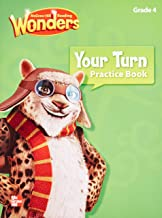 Grade 4
McGraw-Hill Reading
Wonders
Your Turn
Practice Book